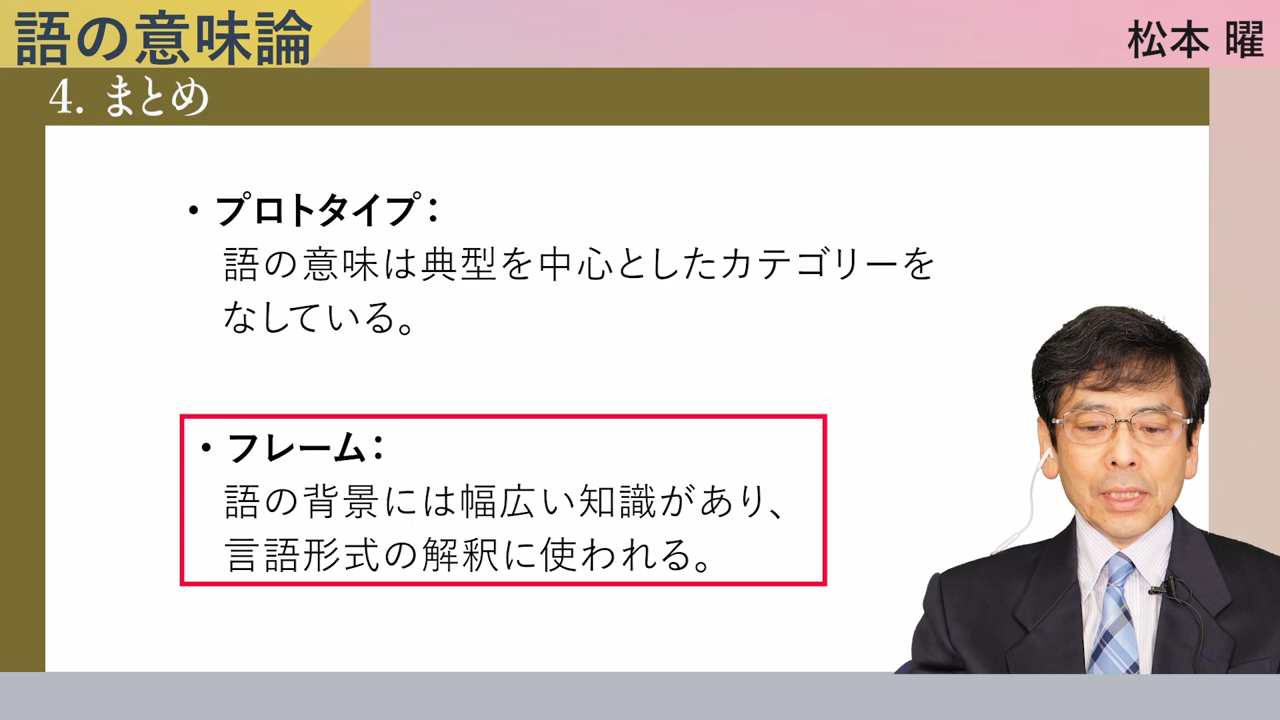 語の意味論
松本 曜
4. まとめ
・プロトタイプ：
語の意味は典型を中心としたカテゴリーを
なしている。
・フレーム：
語の背景には幅広い知識があり、
言語形式の解釈に使われる。